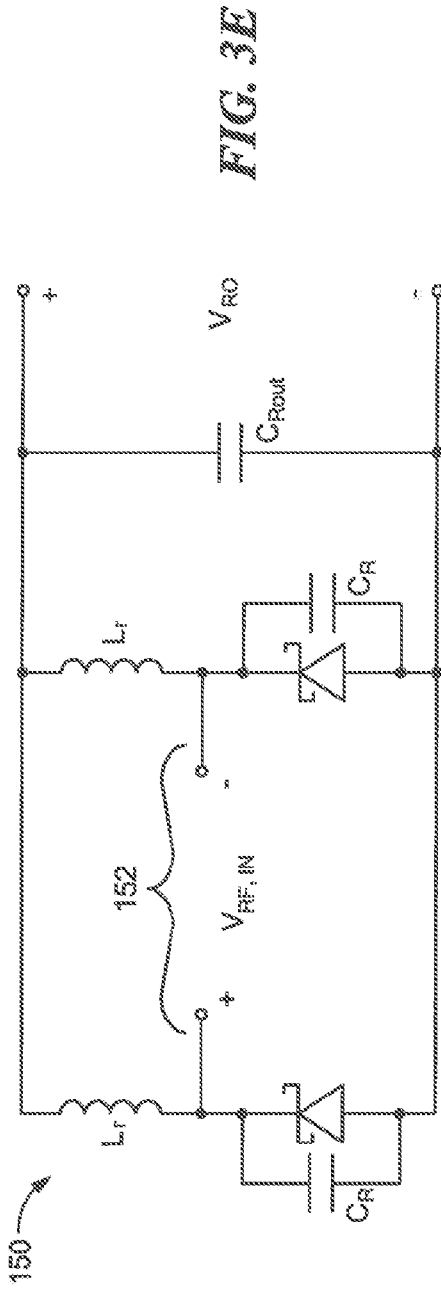 150
L_r
C_R
+
152
V_RF, IN
-
L_r
C_R
C_Rout
+
V_RO
-
FIG. 3E